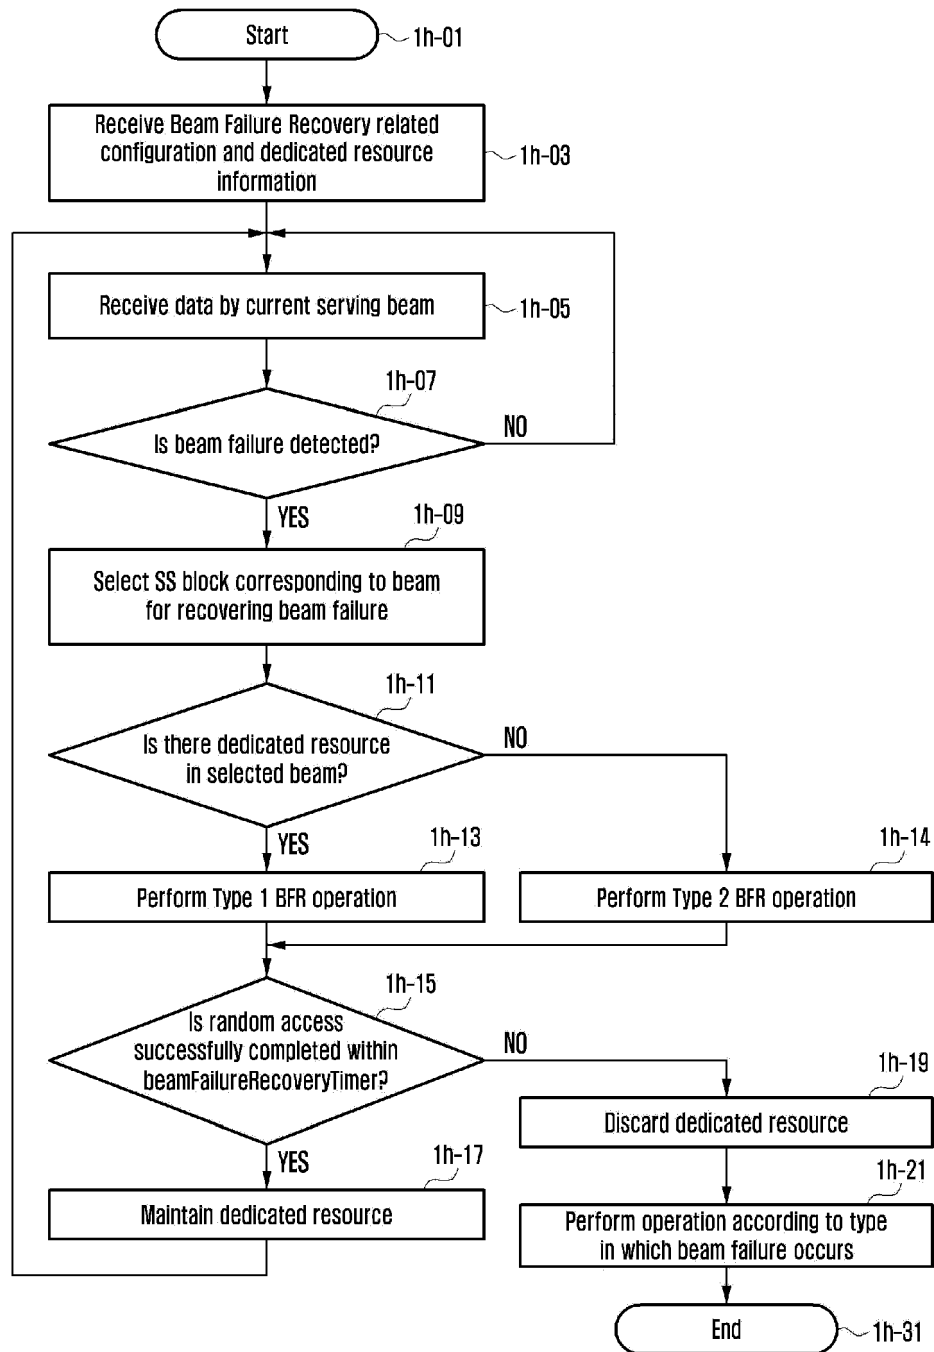 Start
1h-01
Receive Beam Failure Recovery related
configuration and dedicated resource
information
1h-03
Receive data by current serving beam
1h-05
1h-07
Is beam failure detected?
NO
YES
1h-09
Select SS block corresponding to beam
for recovering beam failure
1h-11
Is there dedicated resource
in selected beam?
NO
YES
1h-13
Perform Type 1 BFR operation
1h-14
Perform Type 2 BFR operation
1h-15
Is random access
successfully completed within
beamFailureRecoveryTimer?
NO
YES
1h-19
Discard dedicated resource
1h-17
Maintain dedicated resource
1h-21
Perform operation according to type
in which beam failure occurs
End
1h-31